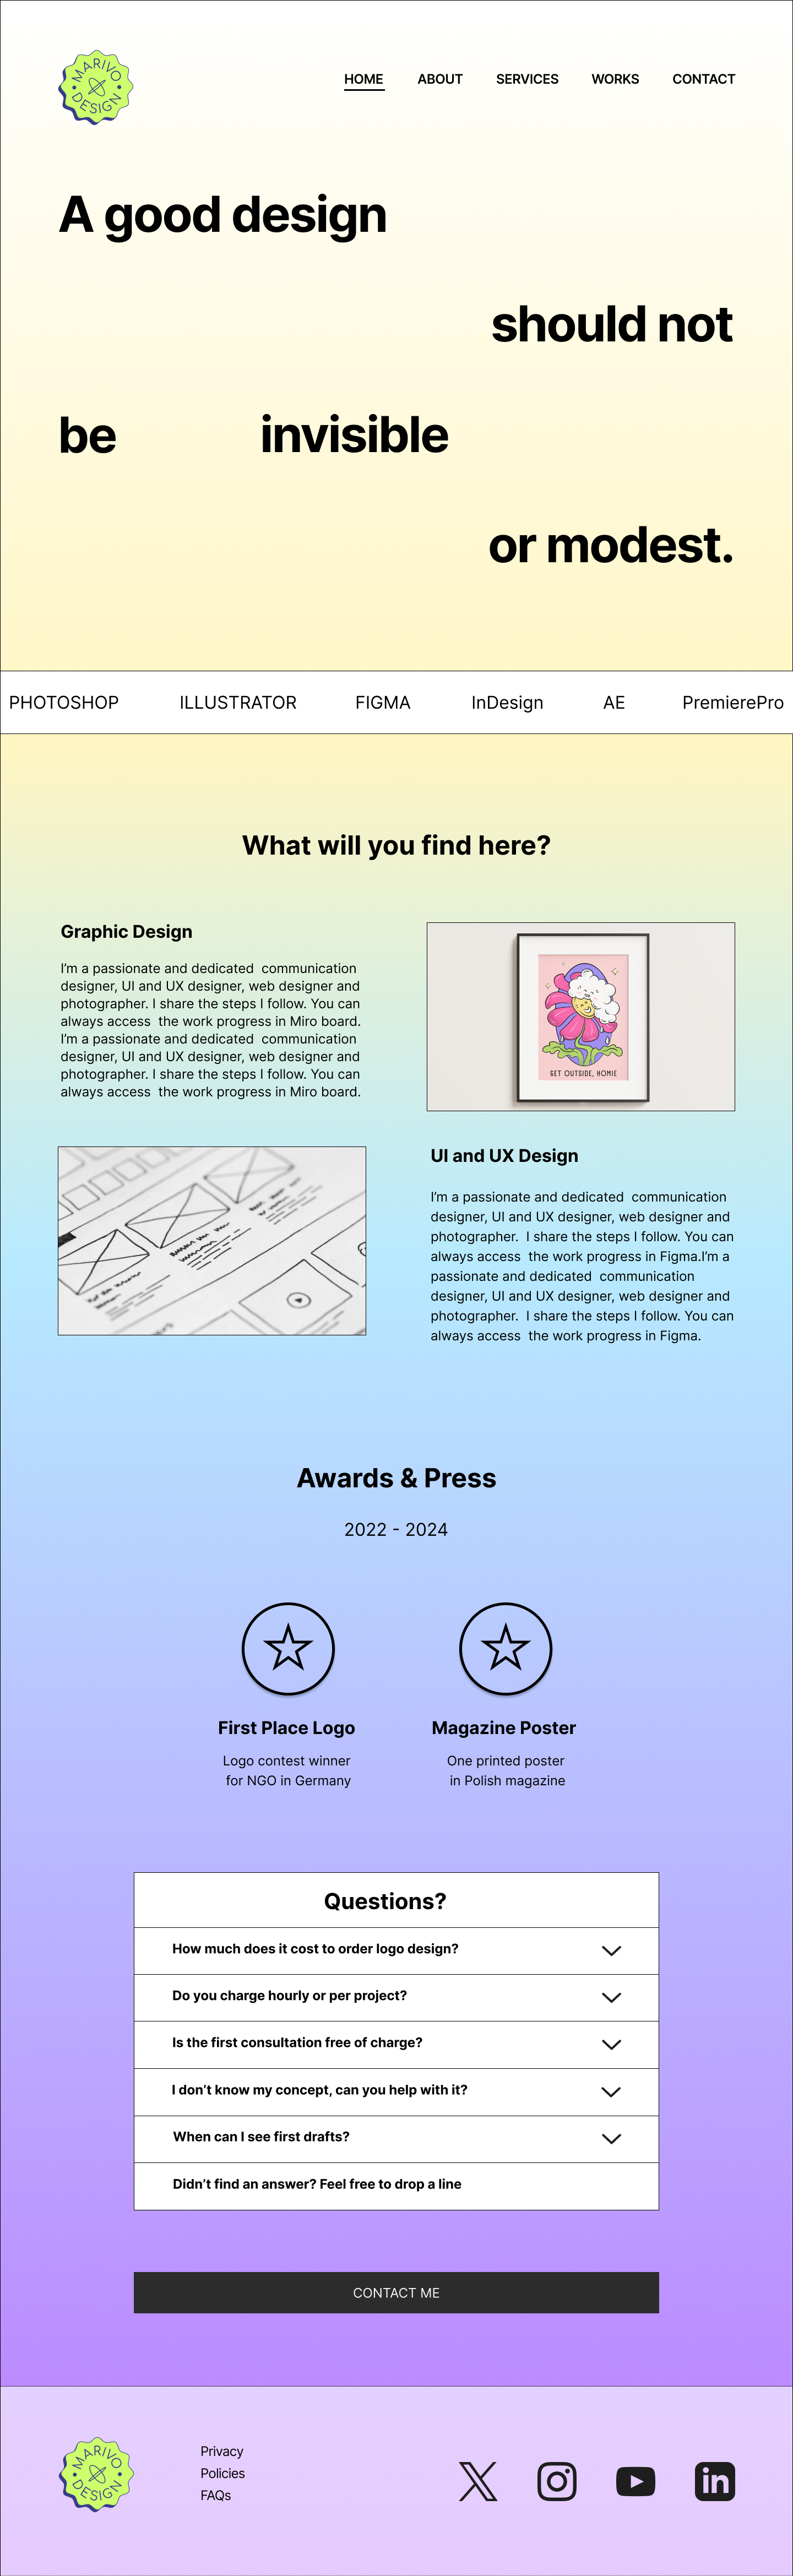 MARIVO
DESIGN
HOME
ABOUT
SERVICES
WORKS
CONTACT
A good design
should not
be invisible
or modest.
PHOTOSHOP
ILLUSTRATOR
FIGMA
InDesign
AE
PremierePro
What will you find here?
Graphic Design
I’m a passionate and dedicated  communication
designer, UI and UX designer, web designer and
photographer. I share the steps I follow. You can
always access  the work progress in Miro board.
I’m a passionate and dedicated  communication
designer, UI and UX designer, web designer and
photographer. I share the steps I follow. You can
always access  the work progress in Miro board.
GET OUTSIDE, HOMIE
UI and UX Design
I’m a passionate and dedicated  communication
designer, UI and UX designer, web designer and
photographer.  I share the steps I follow. You can
always access  the work progress in Figma.I’m a
passionate and dedicated  communication
designer, UI and UX designer, web designer and
photographer.  I share the steps I follow. You can
always access  the work progress in Figma.
Awards & Press
2022 - 2024
First Place Logo
Logo contest winner
for NGO in Germany
Magazine Poster
One printed poster
in Polish magazine
Questions?
How much does it cost to order logo design?
Do you charge hourly or per project?
Is the first consultation free of charge?
I don’t know my concept, can you help with it?
When can I see first drafts?
Didn’t find an answer? Feel free to drop a line
CONTACT ME
MARIVO
DESIGN
Privacy
Policies
FAQs
in